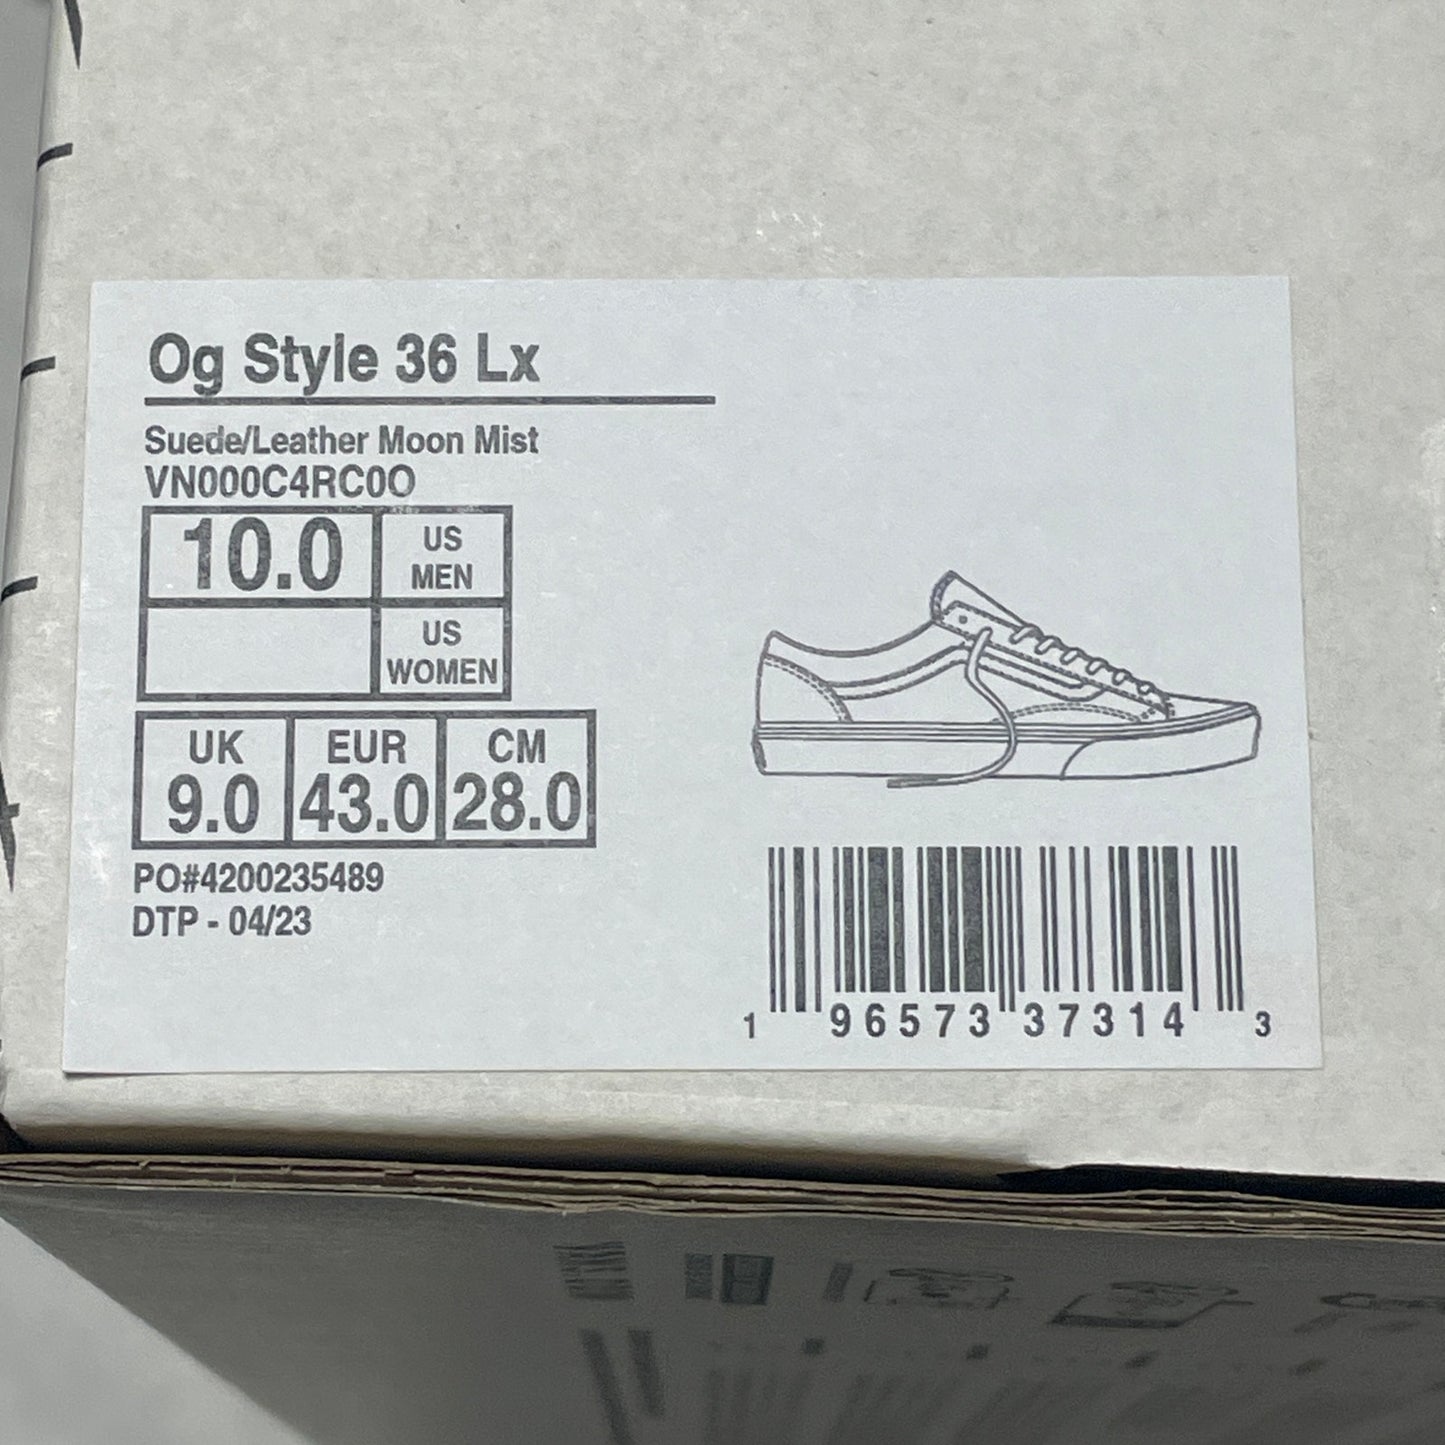 Og Style 36 Lx
Suede/Leather Moon Mist
VN000C4RC0O
10.0 US MEN
US WOMEN
UK EUR CM
9.0 43.0 28.0
PO#4200235489
DTP - 04/23
1 96573 37314 3